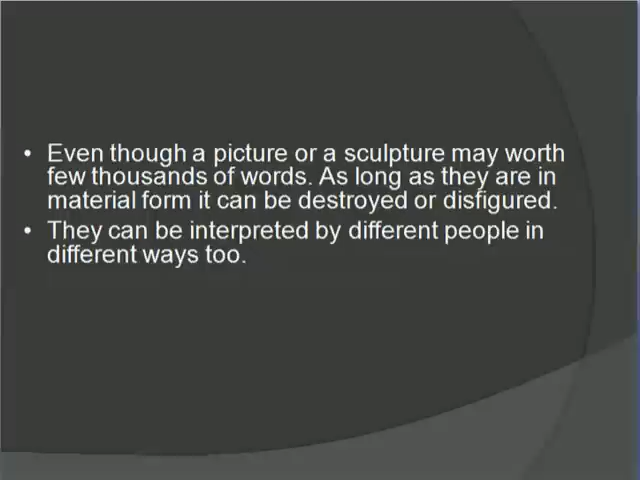 • Even though a picture or a sculpture may worth
few thousands of words. As long as they are in
material form it can be destroyed or disfigured.
• They can be interpreted by different people in
different ways too.